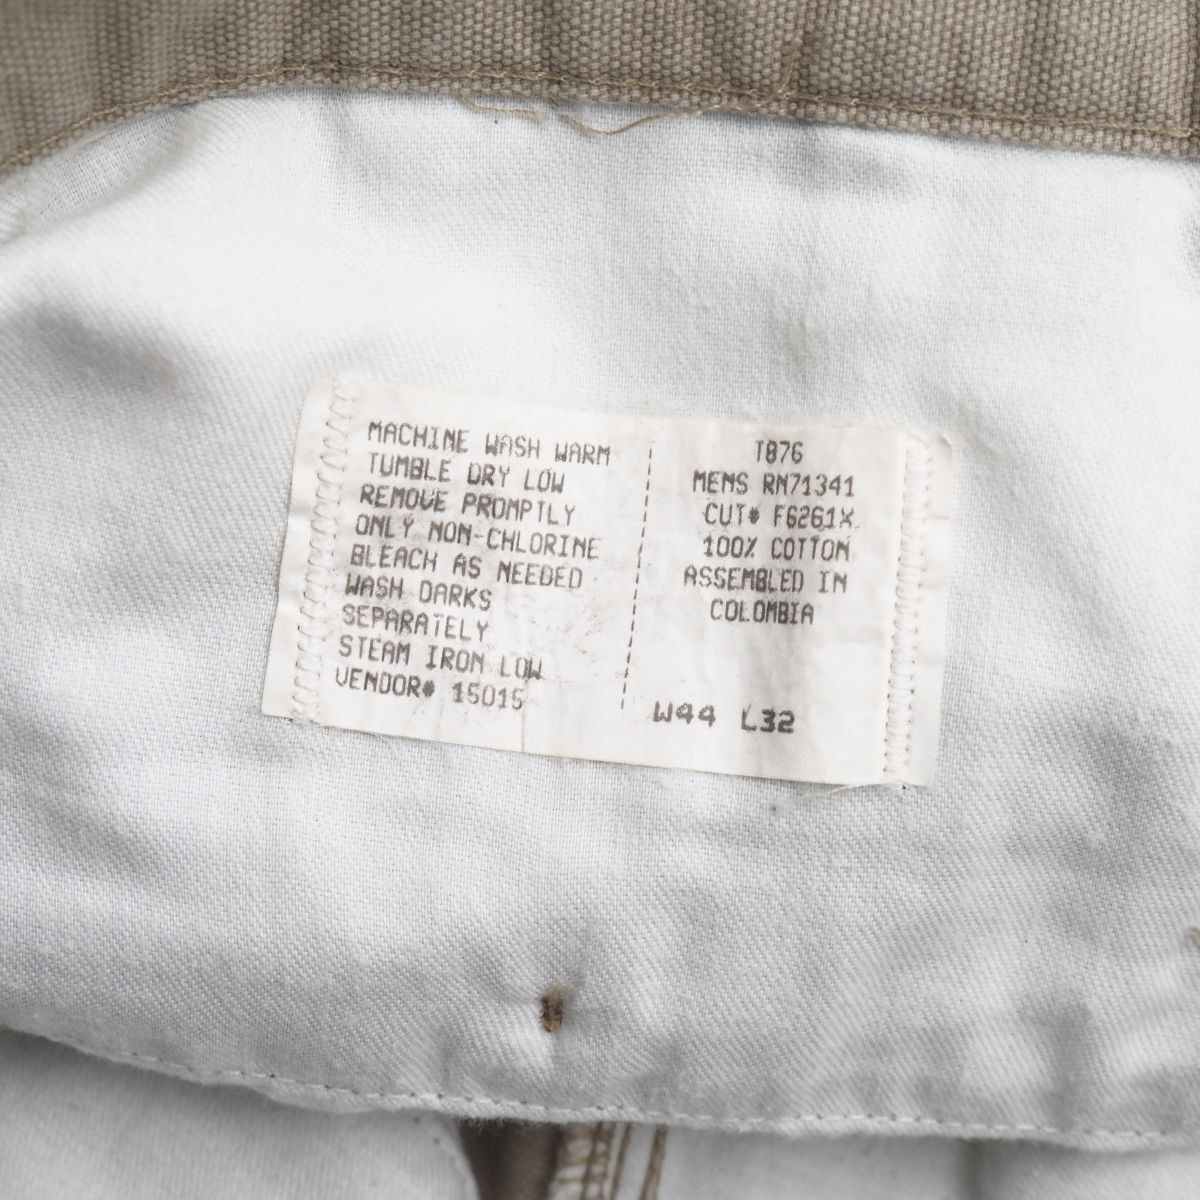 MACHINE WASH WARM
TUMBLE DRY LOW
REMOVE PROMPTLY
ONLY NON-CHLORINE
BLEACH AS NEEDED
WASH DARKS
SEPARATELY
STEAM IRON LOW
VENDOR# 15015
T876
MENS RN71341
CUT# F6261X
100% COTTON
ASSEMBLED IN
COLOMBIA
W44 L32